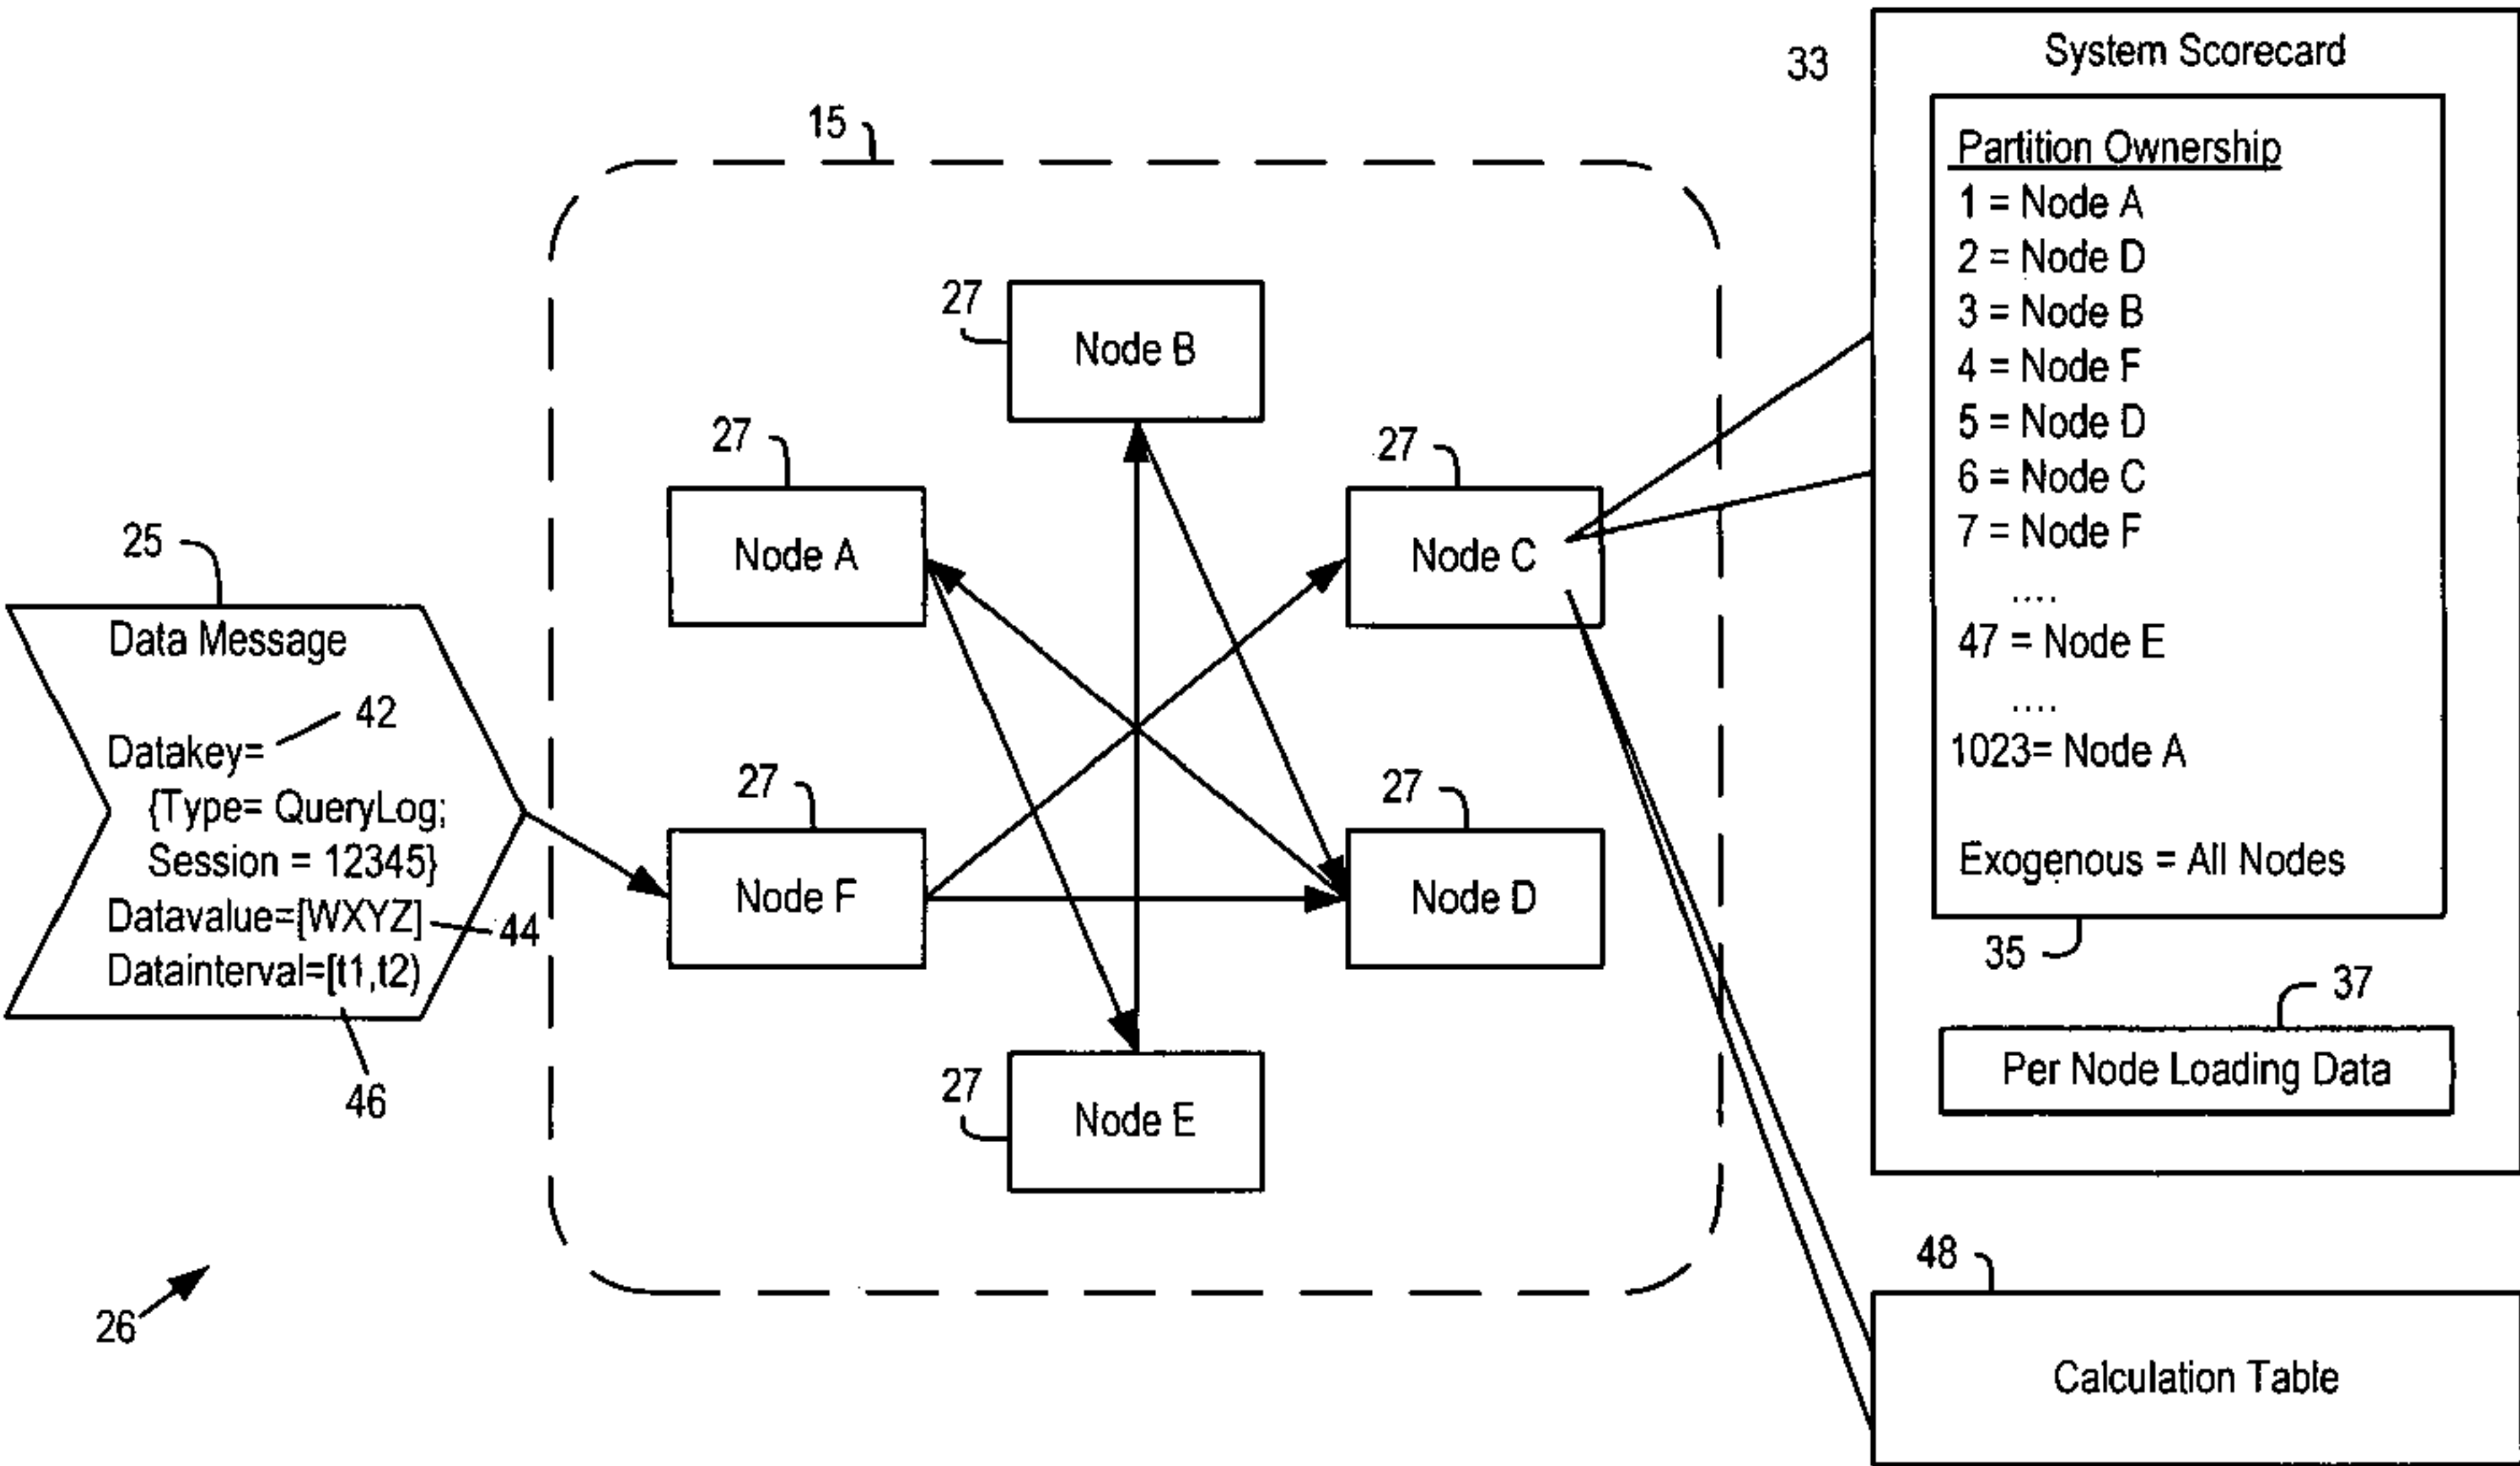 System Scorecard
33
Partition Ownership
1 = Node A
2 = Node D
3 = Node B
4 = Node F
5 = Node D
6 = Node C
7 = Node F
....
47 = Node E
....
1023= Node A
Exogenous = All Nodes
35
37
Per Node Loading Data
15
27
Node B
27
Node A
27
Node C
27
Node F
27
Node D
27
Node E
25
Data Message
42
Datakey=
{Type= QueryLog;
Session = 12345}
Datavalue=[WXYZ]
44
Datainterval=[t1,t2)
46
26
48
Calculation Table